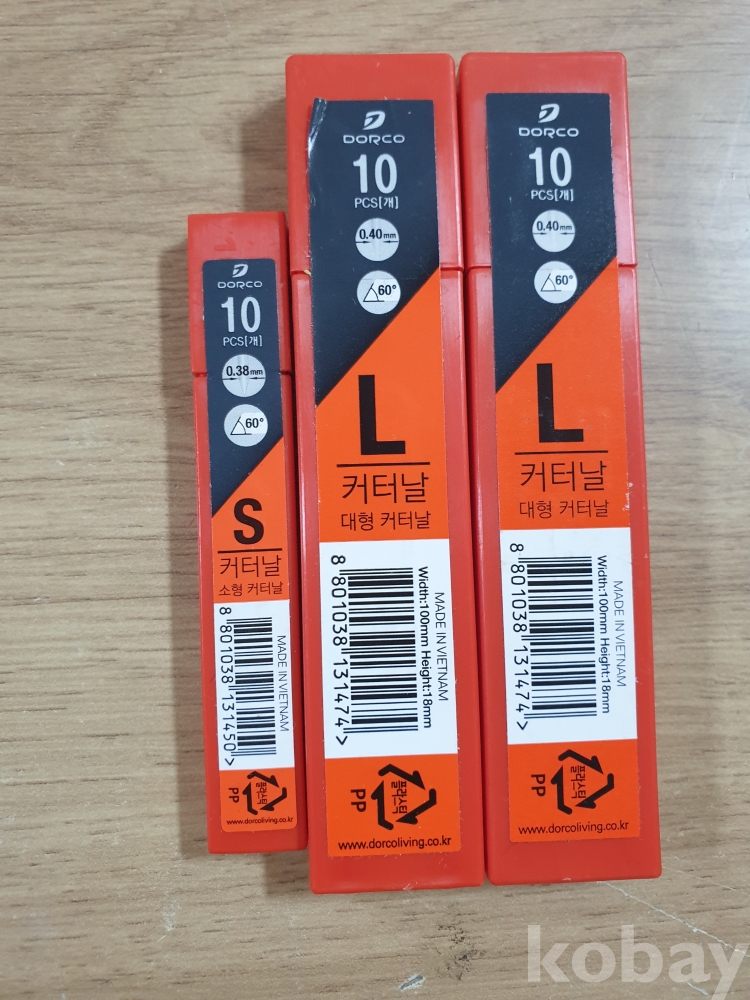 DORCO
10
PCS[개]
0.38mm
60°
S
커터날
소형 커터날
MADE IN VIETNAM
8 801038 131450 >
플라스틱
PP
www.dorcoliving.co.kr
DORCO
10
PCS[개]
0.40mm
60°
L
커터날
대형 커터날
MADE IN VIETNAM
Width:100mm Height:18mm
8 801038 131474 >
플라스틱
PP
www.dorcoliving.co.kr
DORCO
10
PCS[개]
0.40mm
60°
L
커터날
대형 커터날
MADE IN VIETNAM
Width:100mm Height:18mm
8 801038 131474 >
플라스틱
PP
www.dorcoliving.co.kr
kobay